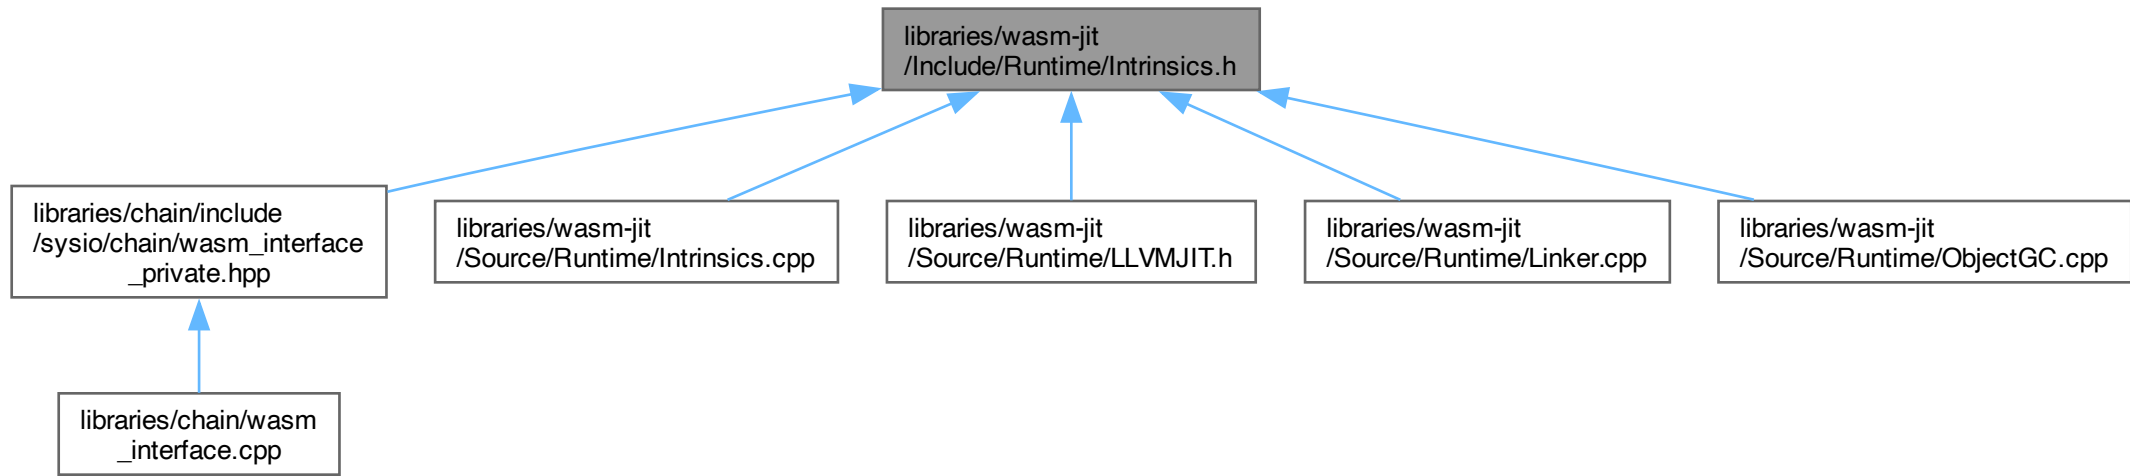 libraries/wasm-jit
/Include/Runtime/Intrinsics.h
libraries/chain/include
/sysio/chain/wasm_interface
_private.hpp
libraries/wasm-jit
/Source/Runtime/Intrinsics.cpp
libraries/wasm-jit
/Source/Runtime/LLVMJIT.h
libraries/wasm-jit
/Source/Runtime/Linker.cpp
libraries/wasm-jit
/Source/Runtime/ObjectGC.cpp
libraries/chain/wasm
_interface.cpp